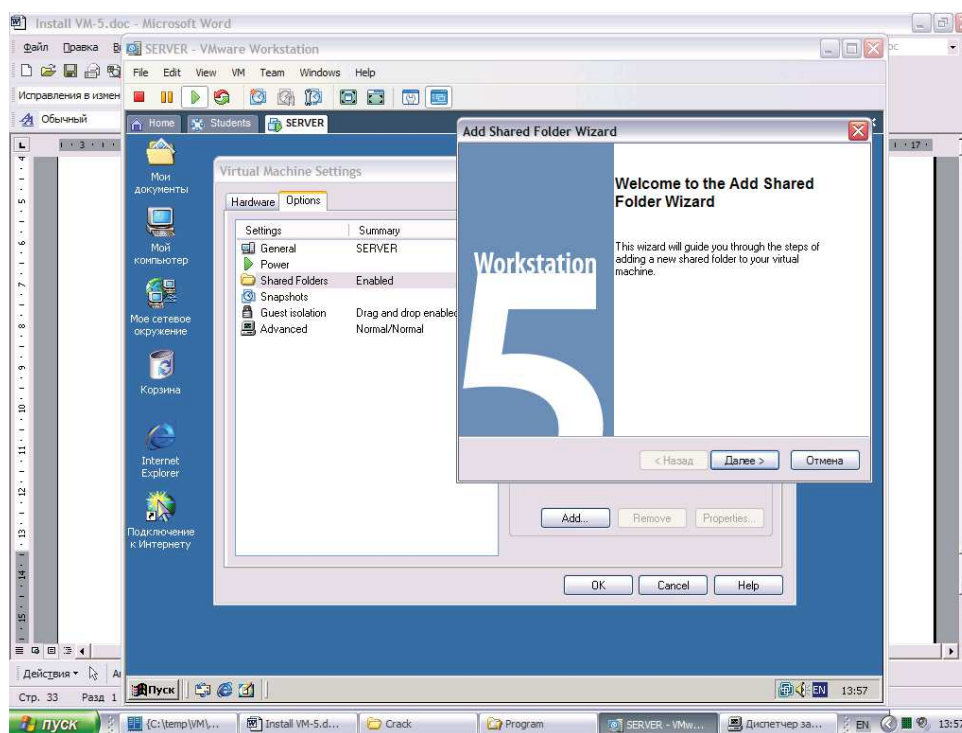 Install VM-5.doc - Microsoft Word
Файл Правка
SERVER - VMware Workstation
File Edit View VM Team Windows Help
Исправления в измен
Обычный
Home Students SERVER
Мои документы
Мой компьютер
Мое сетевое окружение
Корзина
Internet Explorer
Подключение к Интернету
Virtual Machine Settings
Hardware Options
Settings Summary
General SERVER
Power
Shared Folders Enabled
Snapshots
Guest isolation Drag and drop enabled
Advanced Normal/Normal
Add... Remove Properties...
OK Cancel Help
Add Shared Folder Wizard
Workstation
5
Welcome to the Add Shared
Folder Wizard
This wizard will guide you through the steps of
adding a new shared folder to your virtual
machine.
< Назад Далее > Отмена
Пуск EN 13:57
Действия
Стр. 33 Разд 1
пуск {C:\temp\VM\... Install VM-5.d... Crack Program SERVER - VMw... Диспетчер за... EN 13:57